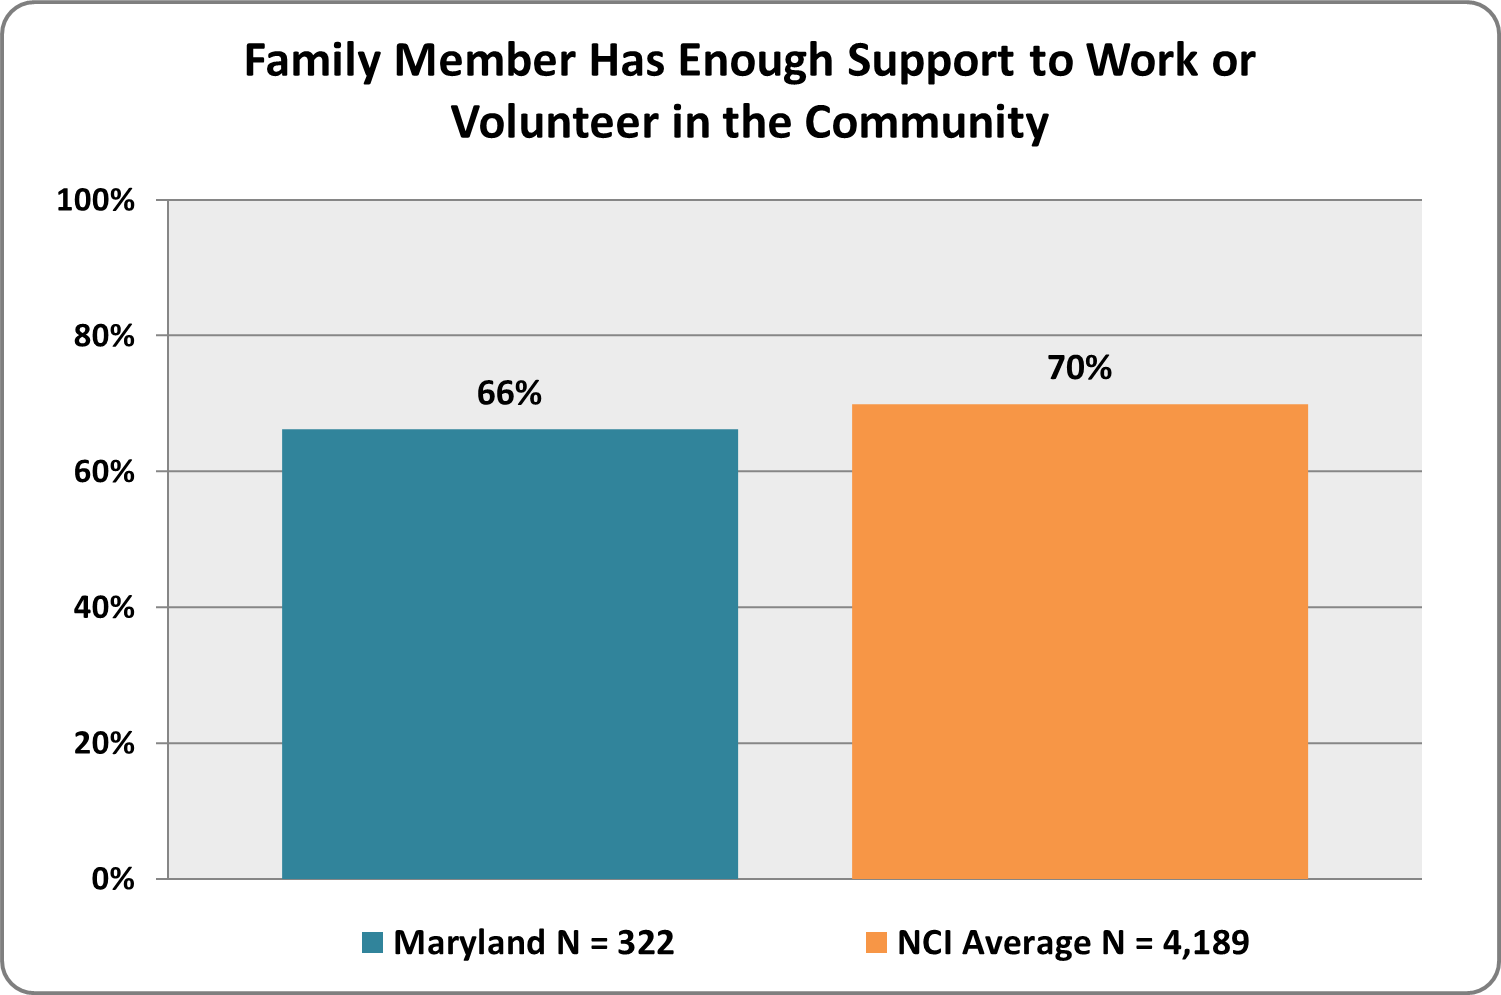 Family Member Has Enough Support to Work or
Volunteer in the Community
100%
80%
60%
40%
20%
0%
66%
70%
Maryland N = 322
NCI Average N = 4,189